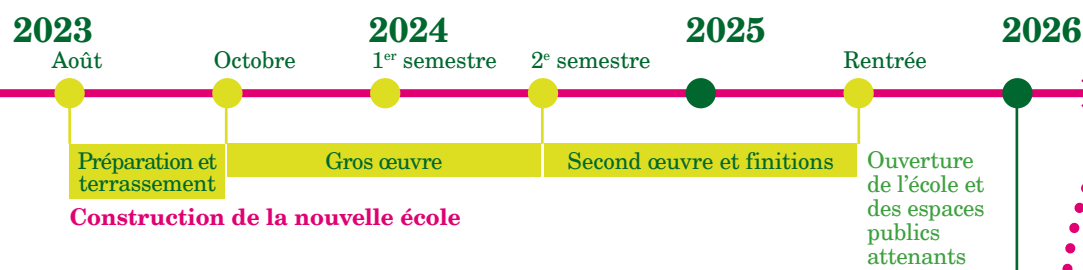 2023
2024
2025
2026
Août
Octobre
1er semestre
2e semestre
Rentrée
Préparation et
terrassement
Gros œuvre
Second œuvre et finitions
Ouverture
de l'école et
des espaces
publics
attenants
Construction de la nouvelle école